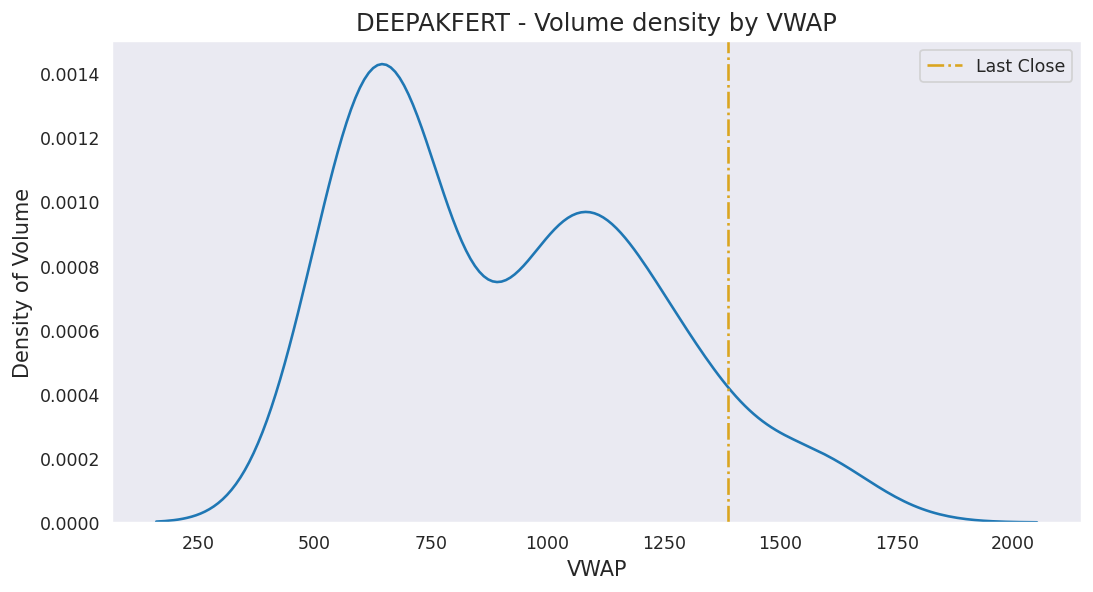 DEEPAKFERT - Volume density by VWAP
Last Close
Density of Volume
0.0014
0.0012
0.0010
0.0008
0.0006
0.0004
0.0002
0.0000
250 500 750 1000 1250 1500 1750 2000
VWAP